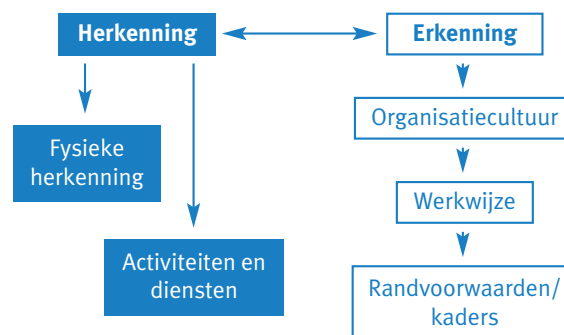 Herkenning
Erkenning
Organisatiecultuur
Fysieke
herkenning
Werkwijze
Activiteiten en
diensten
Randvoorwaarden/
kaders